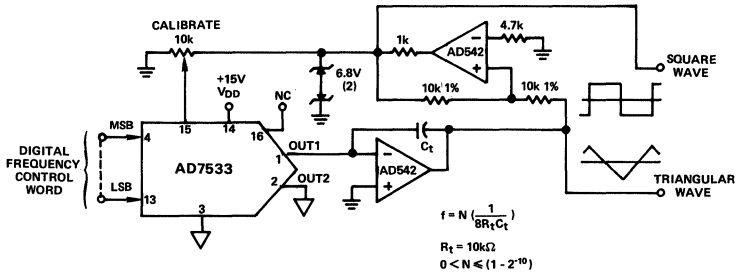 CALIBRATE
10k
1k
4.7k
AD542
6.8V
(2)
10k 1%
10k 1%
SQUARE
WAVE
+15V
VDD
NC
15
14
16
MSB
4
DIGITAL
FREQUENCY
CONTROL
WORD
LSB
13
AD7533
1
OUT1
2
OUT2
3
Ct
AD542
TRIANGULAR
WAVE
f = N (1/8RtCt)
Rt = 10kΩ
0 < N ≤ (1 - 2^-10)